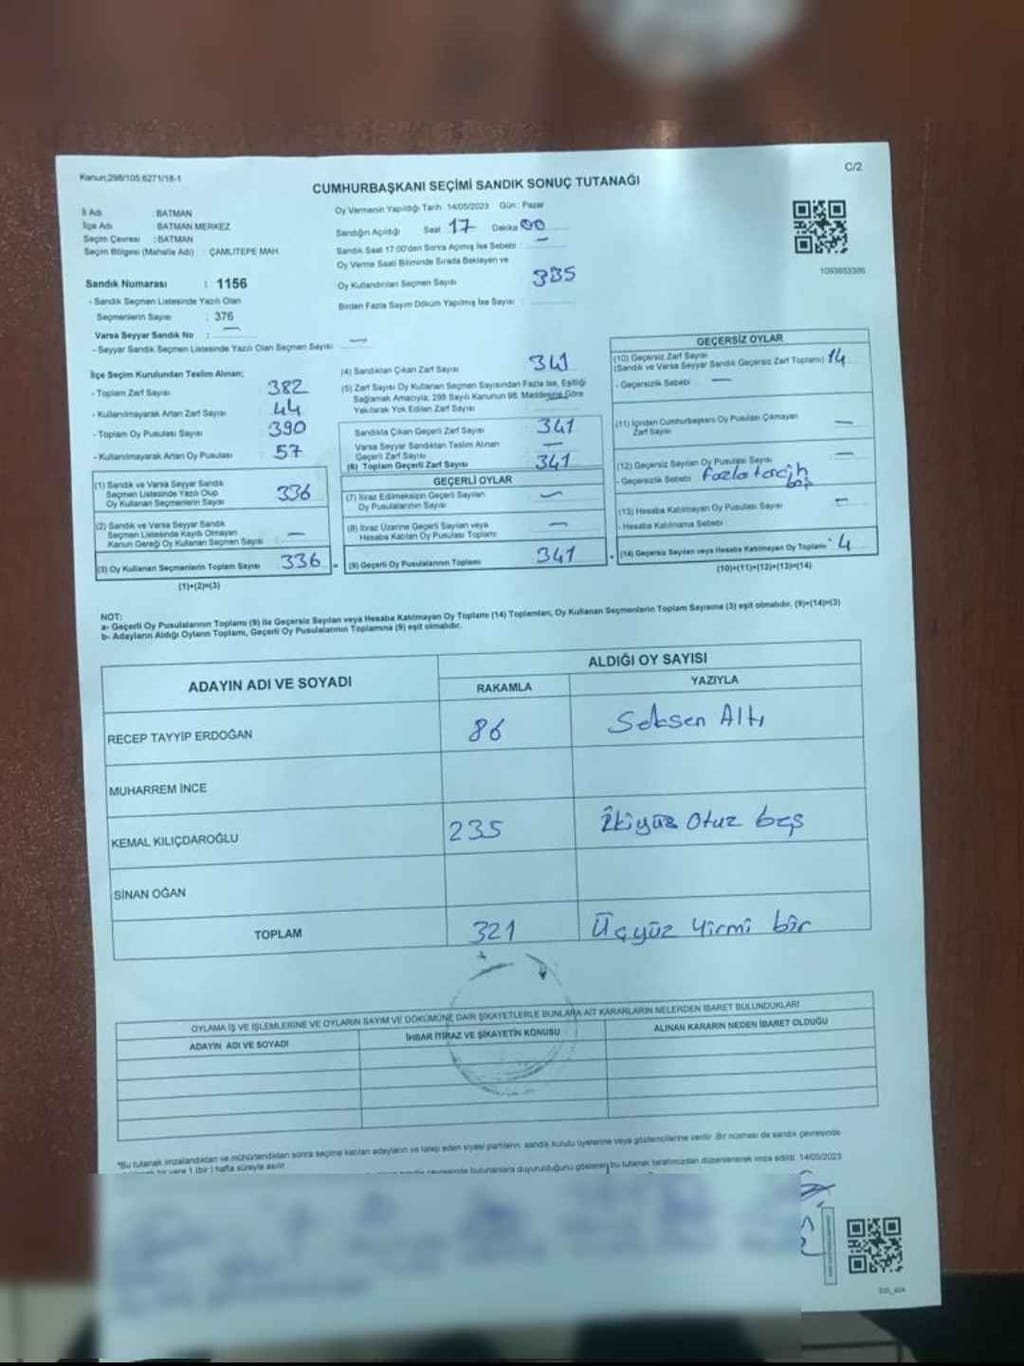 Kanun:298/105:6271/18-1
C/2
CUMHURBAŞKANI SEÇİMİ SANDIK SONUÇ TUTANAĞI
İl Adı : BATMAN
İlçe Adı : BATMAN MERKEZ
Seçim Çevresi : BATMAN
Seçim Bölgesi (Mahalle Adı) : ÇAMLITEPE MAH.
Oy Vermenin Yapıldığı Tarih 14/05/2023 Gün : Pazar
Sandığın Açıldığı Saat 17 Dakika 00
Sandık Saat 17:00'dan Sonra Açılmış İse Sebebi : —
Oy Verme Saati Bitiminde Sırada Bekleyen ve
Oy Kullandırılan Seçmen Sayısı 335
Birden Fazla Sayım Döküm Yapılmış İse Sayısı :
1093653386
Sandık Numarası : 1156
- Sandık Seçmen Listesinde Yazılı Olan
Seçmenlerin Sayısı : 376
Varsa Seyyar Sandık No : —
- Seyyar Sandık Seçmen Listesinde Yazılı Olan Seçmen Sayısı —
İlçe Seçim Kurulundan Teslim Alınan;
- Toplam Zarf Sayısı 382
- Kullanılmayarak Artan Zarf Sayısı 44
- Toplam Oy Pusulası Sayısı 390
- Kullanılmayarak Artan Oy Pusulası 57
(1) Sandık ve Varsa Seyyar Sandık
Seçmen Listesinde Yazılı Olup
Oy Kullanan Seçmenlerin Sayısı 336
(2) Sandık ve Varsa Seyyar Sandık
Seçmen Listesinde Kayıtlı Olmayan
Kanun Gereği Oy Kullanan Seçmen Sayısı —
(3) Oy Kullanan Seçmenlerin Toplam Sayısı 336
(1)+(2)=(3)
(4) Sandıktan Çıkan Zarf Sayısı 341
(5) Zarf Sayısı Oy Kullanan Seçmen Sayısından Fazla İse, Eşitliği
Sağlamak Amacıyla, 298 Sayılı Kanunun 98. Maddesine Göre
Yakılarak Yok Edilen Zarf Sayısı
Sandıkta Çıkan Geçerli Zarf Sayısı 341
Varsa Seyyar Sandıktan Teslim Alınan
Geçerli Zarf Sayısı —
(6) Toplam Geçerli Zarf Sayısı 341
GEÇERLİ OYLAR
(7) İtiraz Edilmeksizin Geçerli Sayılan
Oy Pusulalarının Sayısı —
(8) İtiraz Üzerine Geçerli Sayılan veya
Hesaba Katılan Oy Pusulası Toplamı —
(9) Geçerli Oy Pusulalarının Toplamı 341
GEÇERSİZ OYLAR
(10) Geçersiz Zarf Sayısı
(Sandık ve Varsa Seyyar Sandık Geçersiz Zarf Toplamı) 14
- Geçersizlik Sebebi —
(11) İçinden Cumhurbaşkanı Oy Pusulası Çıkmayan
Zarf Sayısı —
(12) Geçersiz Sayılan Oy Pusulası Sayısı —
- Geçersizlik Sebebi fazla tercih
(13) Hesaba Katılmayan Oy Pusulası Sayısı —
- Hesaba Katılmama Sebebi
(14) Geçersiz Sayılan veya Hesaba Katılmayan Oy Toplamı 4
(10)+(11)+(12)+(13)=(14)
NOT:
a- Geçerli Oy Pusulalarının Toplamı (9) ile Geçersiz Sayılan veya Hesaba Katılmayan Oy Toplamı (14) Toplamları, Oy Kullanan Seçmenlerin Toplam Sayısına (3) eşit olmalıdır. (9)+(14)=(3)
b- Adayların Aldığı Oyların Toplamı, Geçerli Oy Pusulalarının Toplamına (9) eşit olmalıdır.
ADAYIN ADI VE SOYADI
ALDIĞI OY SAYISI
RAKAMLA YAZIYLA
RECEP TAYYİP ERDOĞAN 86 Seksen Altı
MUHARREM İNCE
KEMAL KILIÇDAROĞLU 235 İkiyüz Otuz beş
SİNAN OĞAN
TOPLAM 321 Üçyüz Yirmi bir
OYLAMA İŞ VE İŞLEMLERİNE VE OYLARIN SAYIM VE DÖKÜMÜNE DAİR ŞİKAYETLERLE BUNLARA AİT KARARLARIN NELERDEN İBARET BULUNDUKLARI
ADAYIN ADI VE SOYADI İHBAR İTİRAZ VE ŞİKAYETİN KONUSU ALINAN KARARIN NEDEN İBARET OLDUĞU
*Bu tutanak imzalandıktan ve mühürlendikten sonra seçime katılan adayların ve talep eden siyasi partilerin sandık kurulu üyelerine veya gözlemcilerine verilir. Bir nüshası da sandık çevresinde
1 (bir) hafta süreyle asılır.
çevresinde bulunanlara duyurulduğunu gösteren bu tutanak tarafımızdan düzenlenerek imza edildi. 14/05/2023